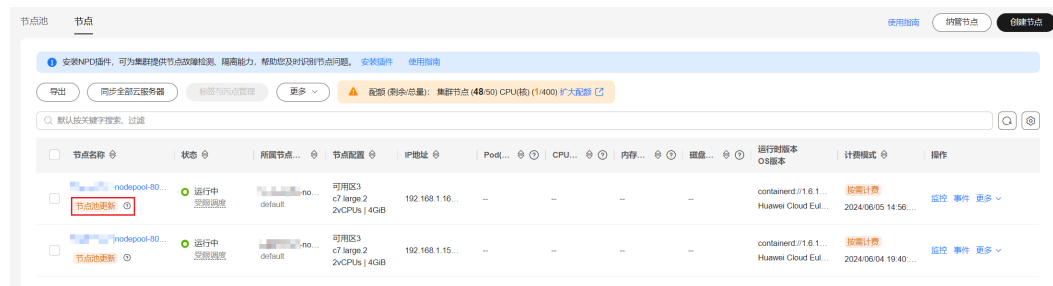 节点池 节点 使用指南 纳管节点 创建节点
安装NPD插件，可为集群提供节点故障检测、隔离能力，帮助您及时识别节点问题。 安装插件 使用指南
导出 同步全部云服务器 标签与污点管理 更多 配额 (剩余/总量)： 集群节点 (48/50) CPU(核) (1/400) 扩大配额
默认按关键字搜索、过滤
节点名称 状态 所属节点... 节点配置 IP地址 Pod(... CPU... 内存... 磁盘... 运行时版本 计费模式 操作
OS版本
-nodepool-80... 运行中 -no... 可用区3 192.168.1.16... -- -- -- -- containerd://1.6.1... 按需计费 监控 事件 更多
节点池更新 受限调度 default c7.large.2 Huawei Cloud Eul... 2024/06/05 14:56:...
2vCPUs | 4GiB
nodepool-80... 运行中 -no... 可用区3 192.168.1.15... -- -- -- -- containerd://1.6.1... 按需计费 监控 事件 更多
节点池更新 受限调度 default c7.large.2 Huawei Cloud Eul... 2024/06/04 19:40:...
2vCPUs | 4GiB